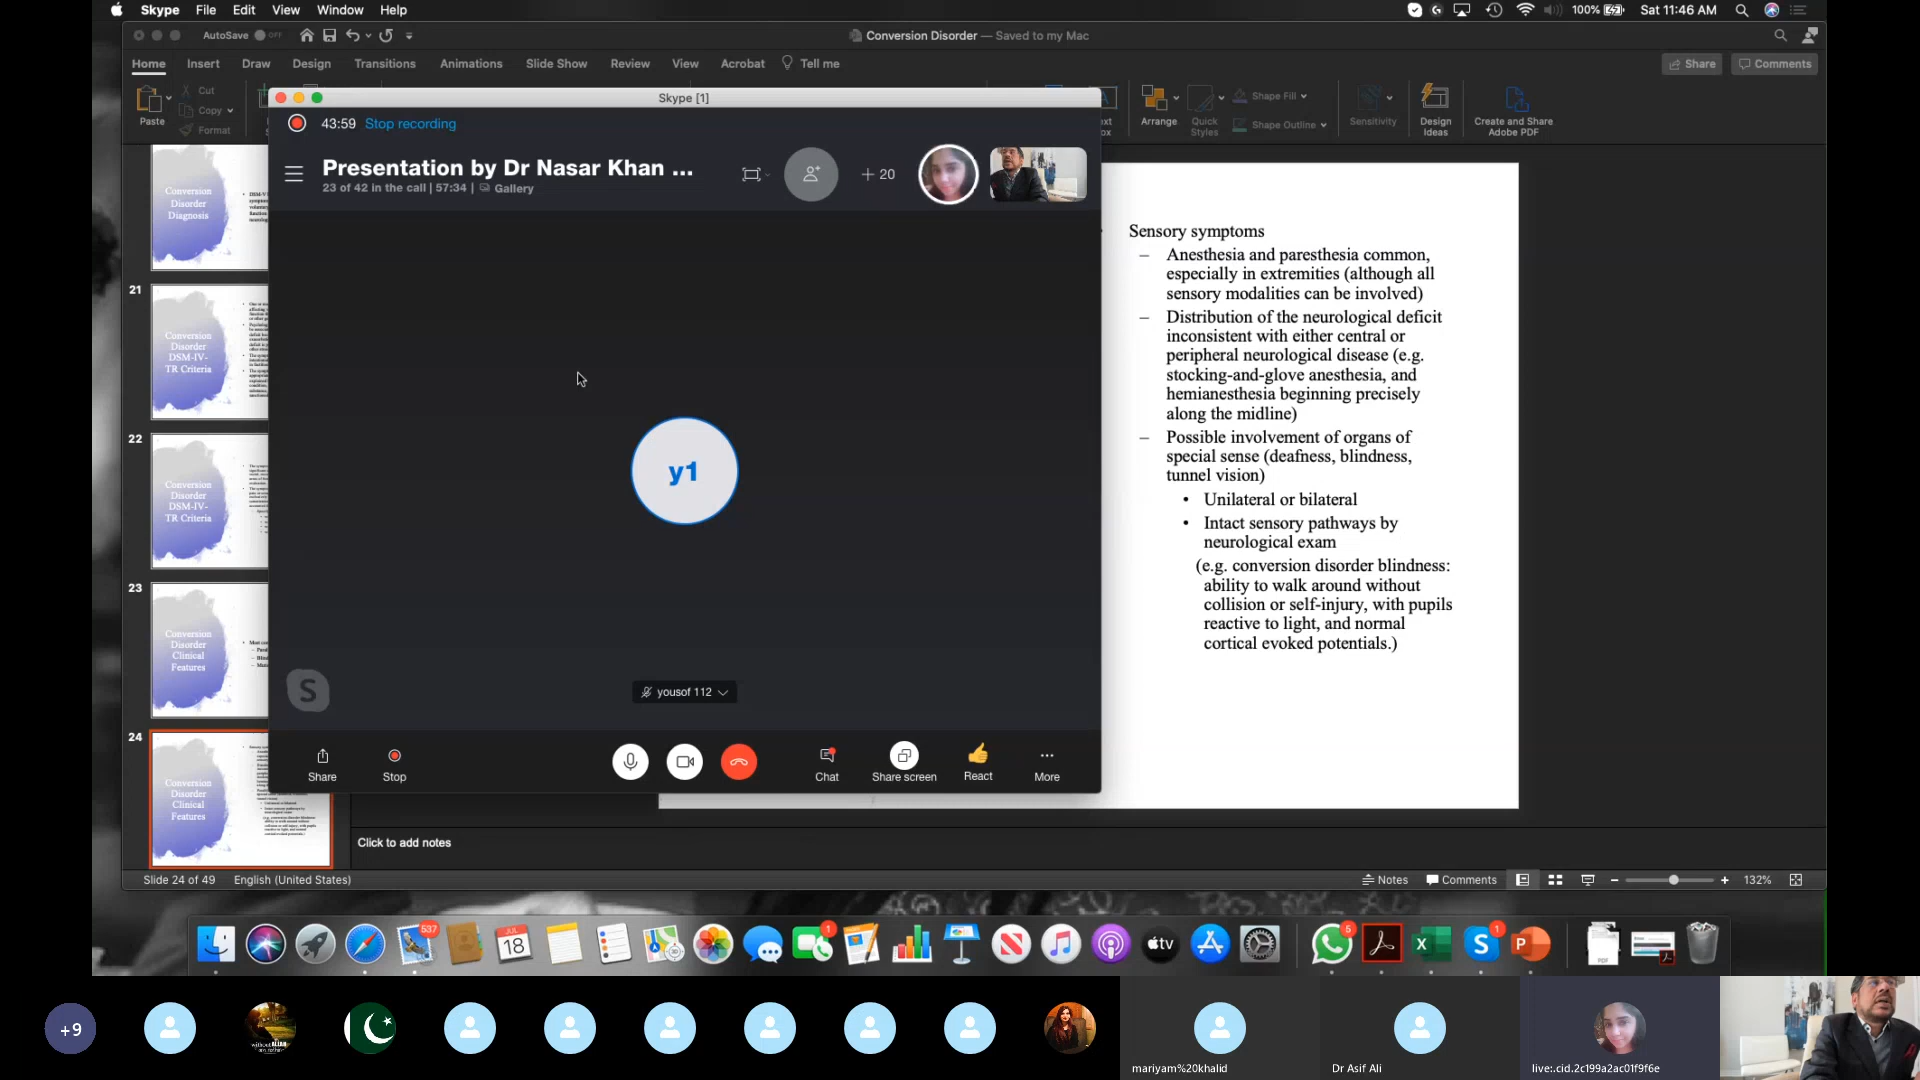 Skype File Edit View Window Help
100% Sat 11:46 AM
AutoSave OFF
Conversion Disorder — Saved to my Mac
Home Insert Draw Design Transitions Animations Slide Show Review View Acrobat Tell me
Share Comments
Paste
Cut
Copy
Format
Arrange
Quick
Styles
Shape Fill
Shape Outline
Sensitivity
Design
Ideas
Create and Share
Adobe PDF
Skype [1]
43:59 Stop recording
Presentation by Dr Nasar Khan ...
23 of 42 in the call | 57:34 | Gallery
+ 20
y1
yousof 112
Share
Stop
Chat
Share screen
React
More
Conversion
Disorder
Diagnosis
21
Conversion
Disorder
DSM-IV-
TR Criteria
22
Conversion
Disorder
DSM-IV-
TR Criteria
23
Conversion
Disorder
Clinical
Features
24
Conversion
Disorder
Clinical
Features
Sensory symptoms
– Anesthesia and paresthesia common,
especially in extremities (although all
sensory modalities can be involved)
– Distribution of the neurological deficit
inconsistent with either central or
peripheral neurological disease (e.g.
stocking-and-glove anesthesia, and
hemianesthesia beginning precisely
along the midline)
– Possible involvement of organs of
special sense (deafness, blindness,
tunnel vision)
• Unilateral or bilateral
• Intact sensory pathways by
neurological exam
(e.g. conversion disorder blindness:
ability to walk around without
collision or self-injury, with pupils
reactive to light, and normal
cortical evoked potentials.)
Click to add notes
Slide 24 of 49 English (United States)
Notes Comments 132%
537
JUL
18
1
tv
5
X
S
1
P
PDF
+9
mariyam%20khalid
Dr Asif Ali
live:.cid.2c199a2ac01f9f6e